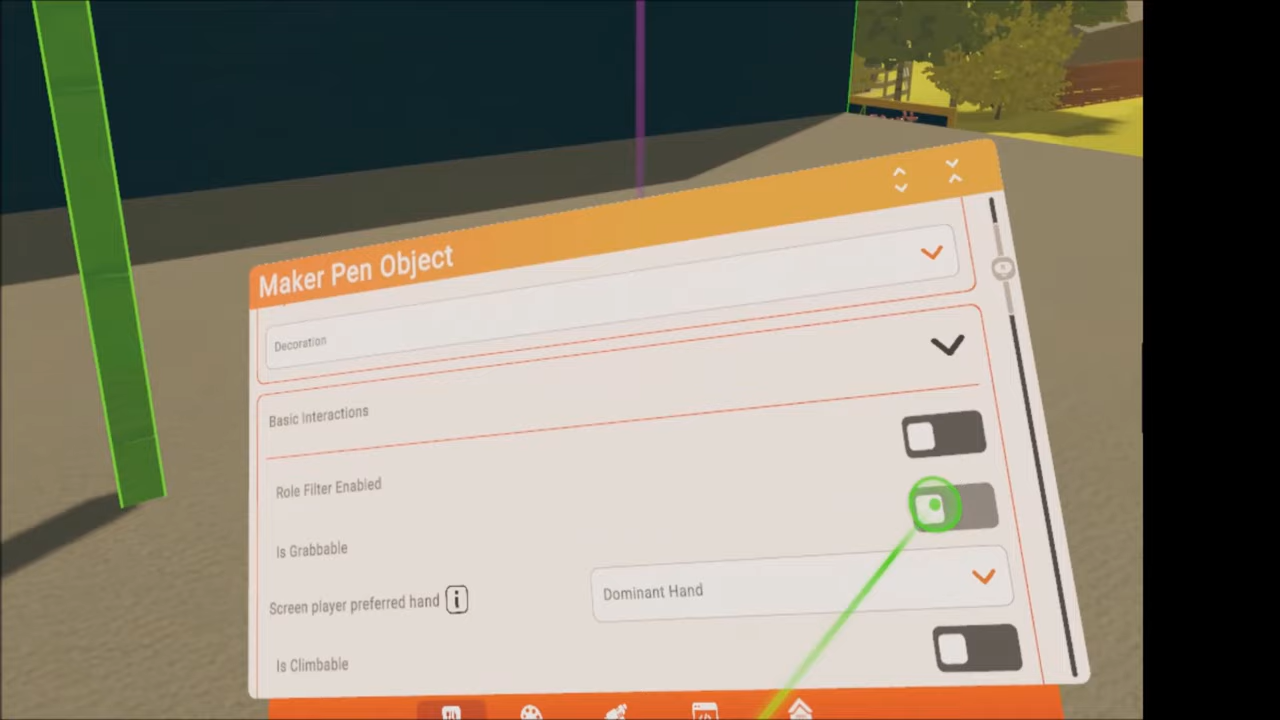 Maker Pen Object
Decoration
Basic Interactions
Role Filter Enabled
Is Grabbable
Screen player preferred hand i
Dominant Hand
Is Climbable